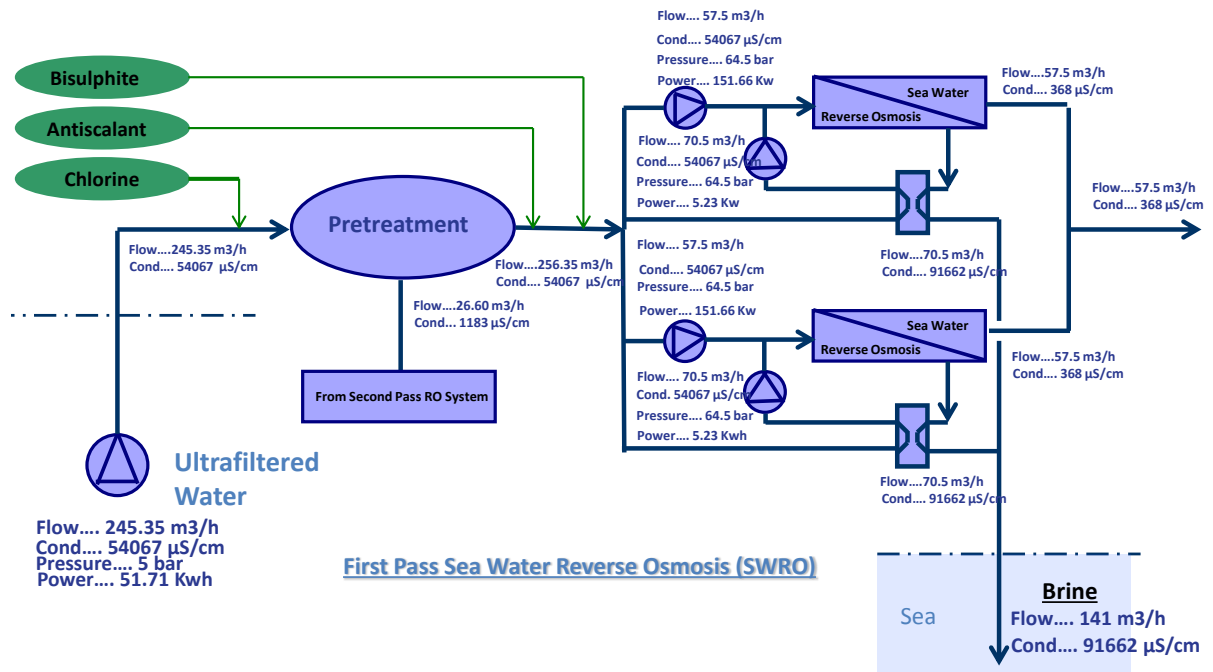 Flow.... 57.5 m3/h
Cond.... 54067 µS/cm
Pressure.... 64.5 bar
Power.... 151.66 Kw
Bisulphite
Antiscalant
Chlorine
Sea Water
Reverse Osmosis
Flow....57.5 m3/h
Cond.... 368 µS/cm
Flow.... 70.5 m3/h
Cond.... 54067 µS/cm
Pressure.... 64.5 bar
Power.... 5.23 Kw
Flow....57.5 m3/h
Cond.... 368 µS/cm
Pretreatment
Flow....245.35 m3/h
Cond.... 54067 µS/cm
Flow....256.35 m3/h
Cond.... 54067 µS/cm
Flow.... 57.5 m3/h
Cond.... 54067 µS/cm
Pressure.... 64.5 bar
Power.... 151.66 Kw
Flow....70.5 m3/h
Cond.... 91662 µS/cm
Flow....26.60 m3/h
Cond... 1183 µS/cm
Sea Water
Reverse Osmosis
Flow....57.5 m3/h
Cond.... 368 µS/cm
From Second Pass RO System
Flow.... 70.5 m3/h
Cond. 54067 µS/cm
Pressure.... 64.5 bar
Power.... 5.23 Kwh
Flow....70.5 m3/h
Cond.... 91662 µS/cm
Ultrafiltered
Water
Flow.... 245.35 m3/h
Cond.... 54067 µS/cm
Pressure.... 5 bar
Power.... 51.71 Kwh
First Pass Sea Water Reverse Osmosis (SWRO)
Sea
Brine
Flow.... 141 m3/h
Cond.... 91662 µS/cm